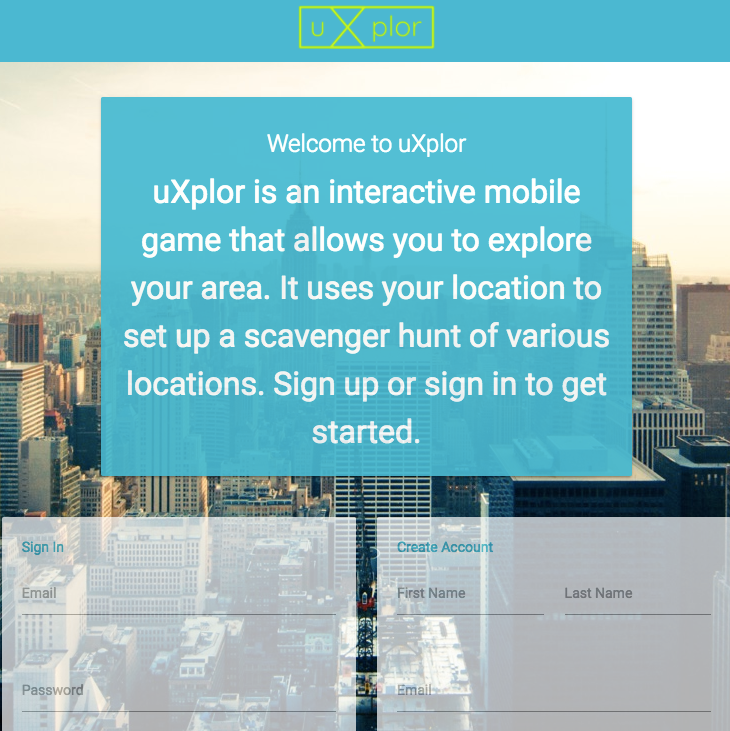 uXplor
Welcome to uXplor
uXplor is an interactive mobile
game that allows you to explore
your area. It uses your location to
set up a scavenger hunt of various
locations. Sign up or sign in to get
started.
Sign In
Create Account
Email
First Name
Last Name
Password
Email